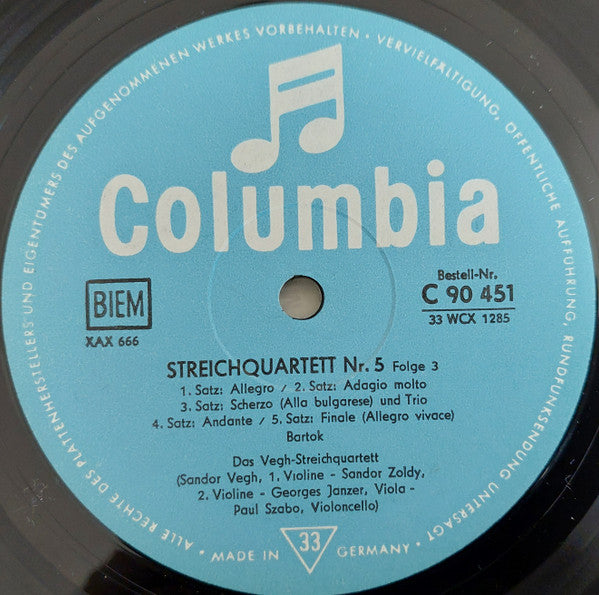 ALLE RECHTE DES PLATTENHERSTELLERS UND EIGENTÜMERS DES AUFGENOMMENEN WERKES VORBEHALTEN • VERVIELFÄLTIGUNG, ÖFFENTLICHE AUFFÜHRUNG, RUNDFUNKSENDUNG UNTERSAGT •
Columbia
BIEM
XAX 666
Bestell-Nr.
C 90 451
33 WCX 1285
STREICHQUARTETT Nr. 5 Folge 3
1. Satz: Allegro / 2. Satz: Adagio molto
3. Satz: Scherzo (Alla bulgarese) und Trio
4. Satz: Andante / 5. Satz: Finale (Allegro vivace)
Bartok
Das Vegh-Streichquartett
(Sandor Vegh, 1. Violine - Sandor Zoldy,
2. Violine - Georges Janzer, Viola -
Paul Szabo, Violoncello)
MADE IN 33 GERMANY